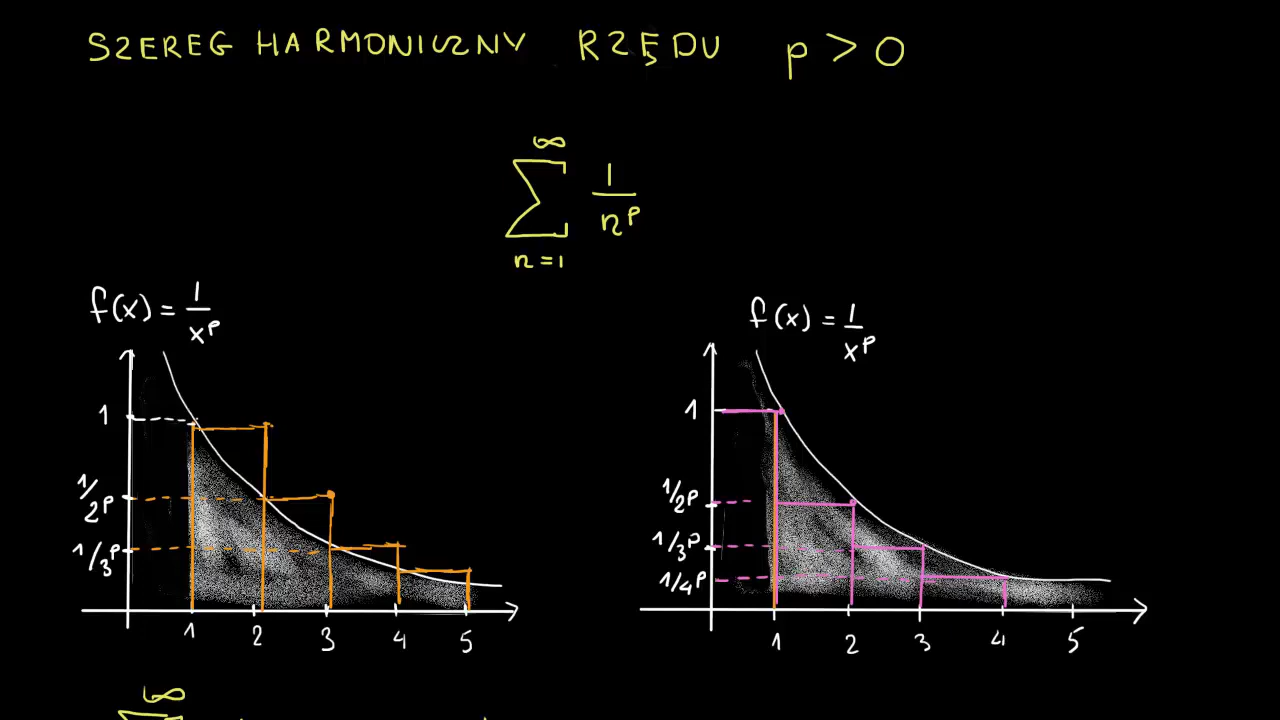 SZEREG HARMONICZNY RZĘDU p > 0
∞
∑ 1/n^p
n=1
f(x) = 1/x^p
1
1/2^p
1/3^p
1 2 3 4 5
f(x) = 1/x^p
1
1/2^p
1/3^p
1/4^p
1 2 3 4 5
∞